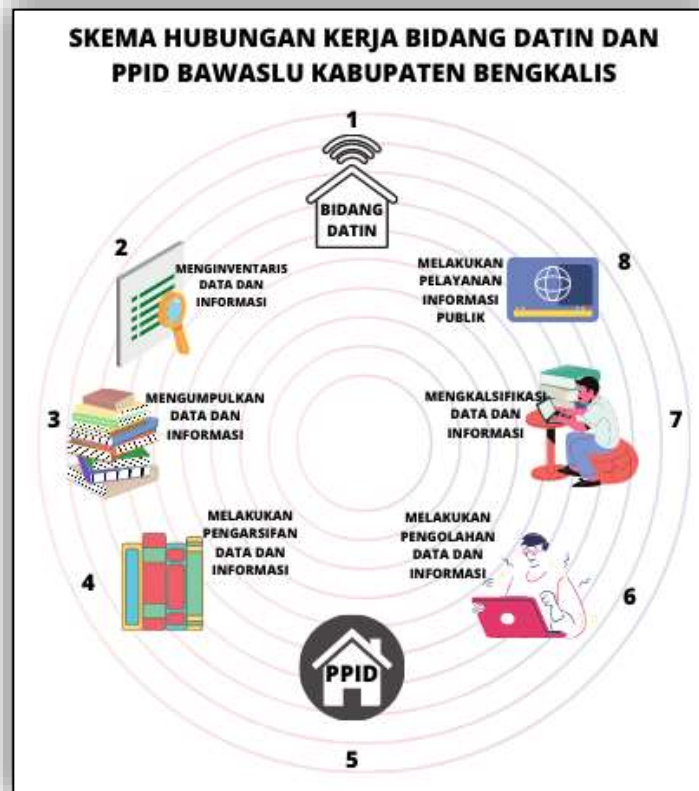 SKEMA HUBUNGAN KERJA BIDANG DATIN DAN
PPID BAWASLU KABUPATEN BENGKALIS
1
BIDANG
DATIN
2
MENGINVENTARIS
DATA DAN
INFORMASI
3
MENGUMPULKAN
DATA DAN
INFORMASI
4
MELAKUKAN
PENGARSIFAN
DATA DAN
INFORMASI
5
PPID
6
MELAKUKAN
PENGOLAHAN
DATA DAN
INFORMASI
7
MENGKALSIFIKASI
DATA DAN
INFORMASI
8
MELAKUKAN
PELAYANAN
INFORMASI
PUBLIK